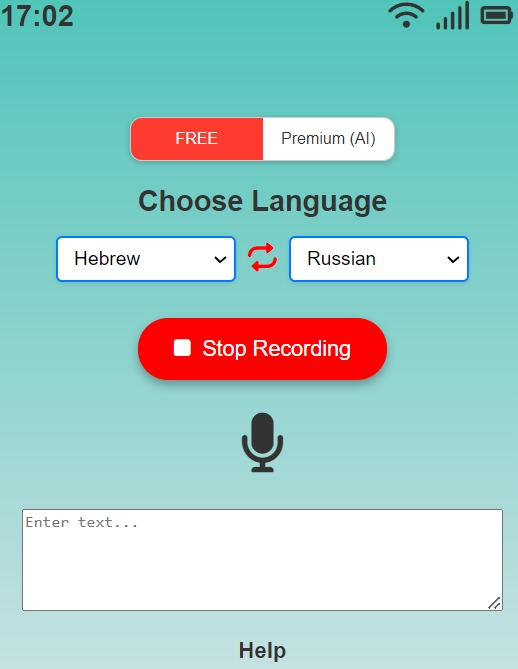 17:02
FREE Premium (AI)
Choose Language
Hebrew Russian
Stop Recording
Enter text...
Help